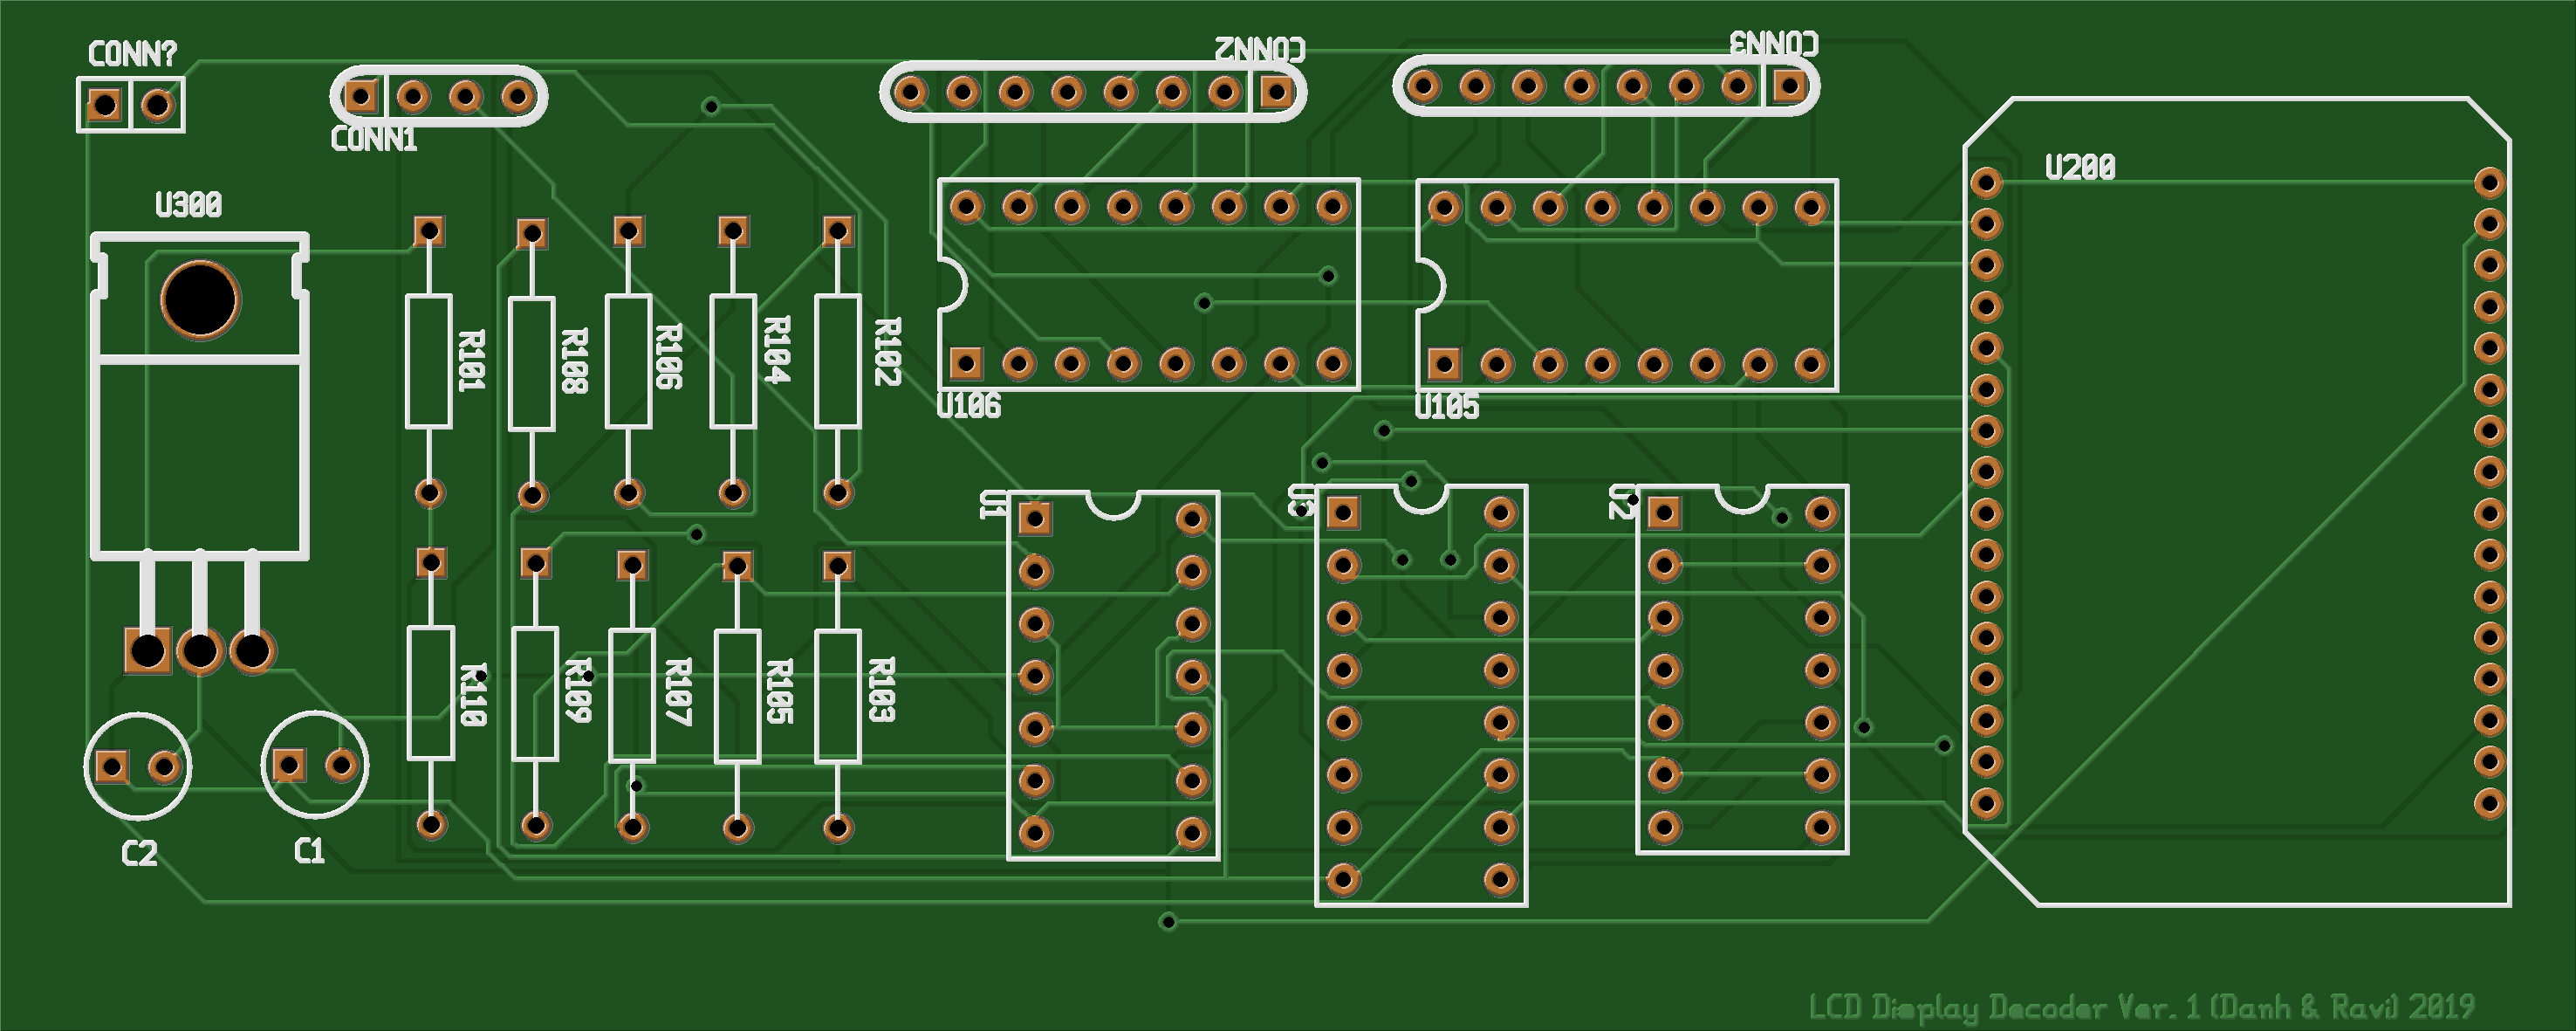 CONN?
CONN1
CONN2
CONN3
U200
U300
R101
R108
R106
R104
R102
U106
U105
U1
U3
U2
R110
R109
R107
R105
R103
C2
C1
LCD Display Decoder Ver. 1 (Danh & Ravi) 2019